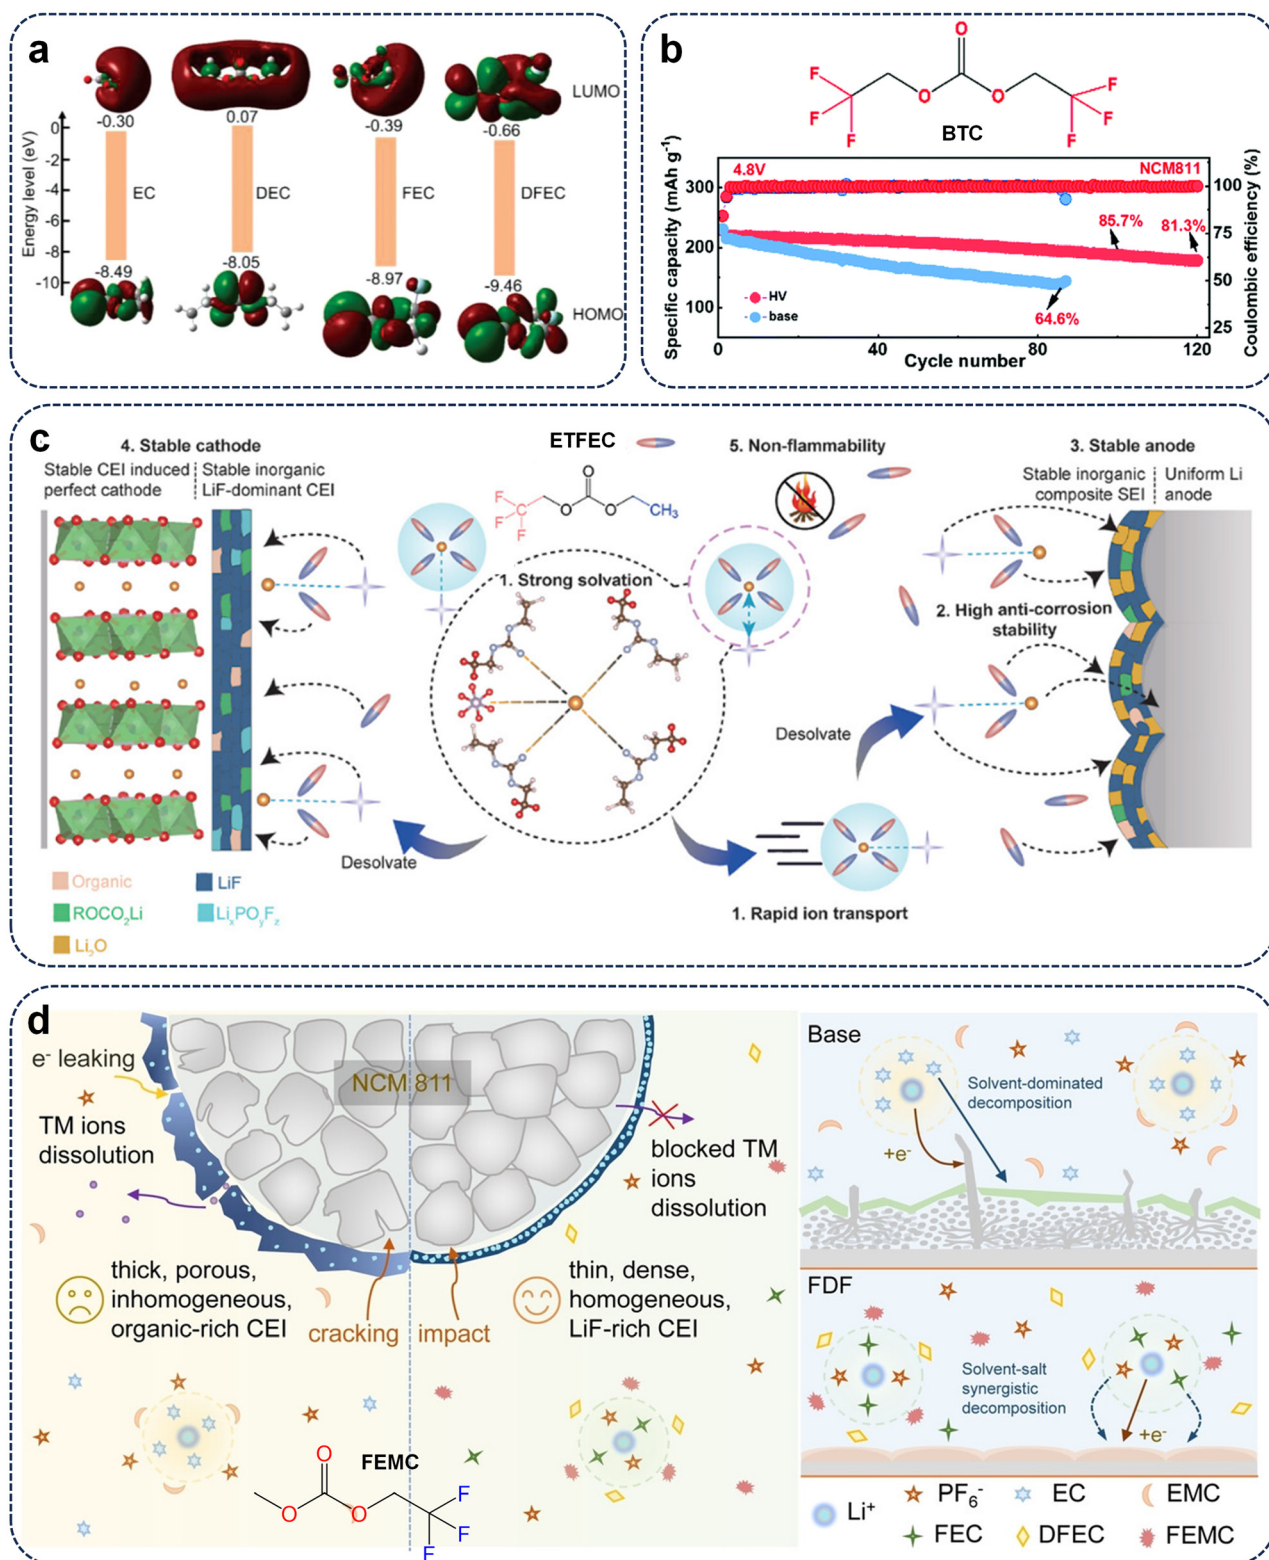 a
-0.30
0.07
-0.39
-0.66
LUMO
Energy level (eV)
0
-2
-4
-6
-8
-10
EC
DEC
FEC
DFEC
-8.49
-8.05
-8.97
-9.46
HOMO
b
O
F
F
F
O
O
F
F
F
BTC
Specific capacity (mAh g⁻¹)
300
200
100
4.8V
NCM811
85.7%
81.3%
64.6%
HV
base
0
40
80
120
Cycle number
100
75
50
25
Coulombic efficiency (%)
c
4. Stable cathode
Stable CEI induced
perfect cathode
Stable inorganic
LiF-dominant CEI
ETFEC
F
F
F
O
O
O
CH₃
5. Non-flammability
3. Stable anode
Stable inorganic
composite SEI
Uniform Li
anode
1. Strong solvation
2. High anti-corrosion
stability
Desolvate
Desolvate
1. Rapid ion transport
Organic
LiF
ROCO₂Li
LiₓPOᵧF_z
Li₂O
d
e⁻ leaking
NCM 811
TM ions
dissolution
blocked TM
ions
dissolution
thick, porous,
inhomogeneous,
organic-rich CEI
cracking
impact
thin, dense,
homogeneous,
LiF-rich CEI
FEMC
O
O
O
F
F
F
Base
Solvent-dominated
decomposition
+e⁻
FDF
Solvent-salt
synergistic
decomposition
+e⁻
Li⁺
PF₆⁻
EC
EMC
FEC
DFEC
FEMC